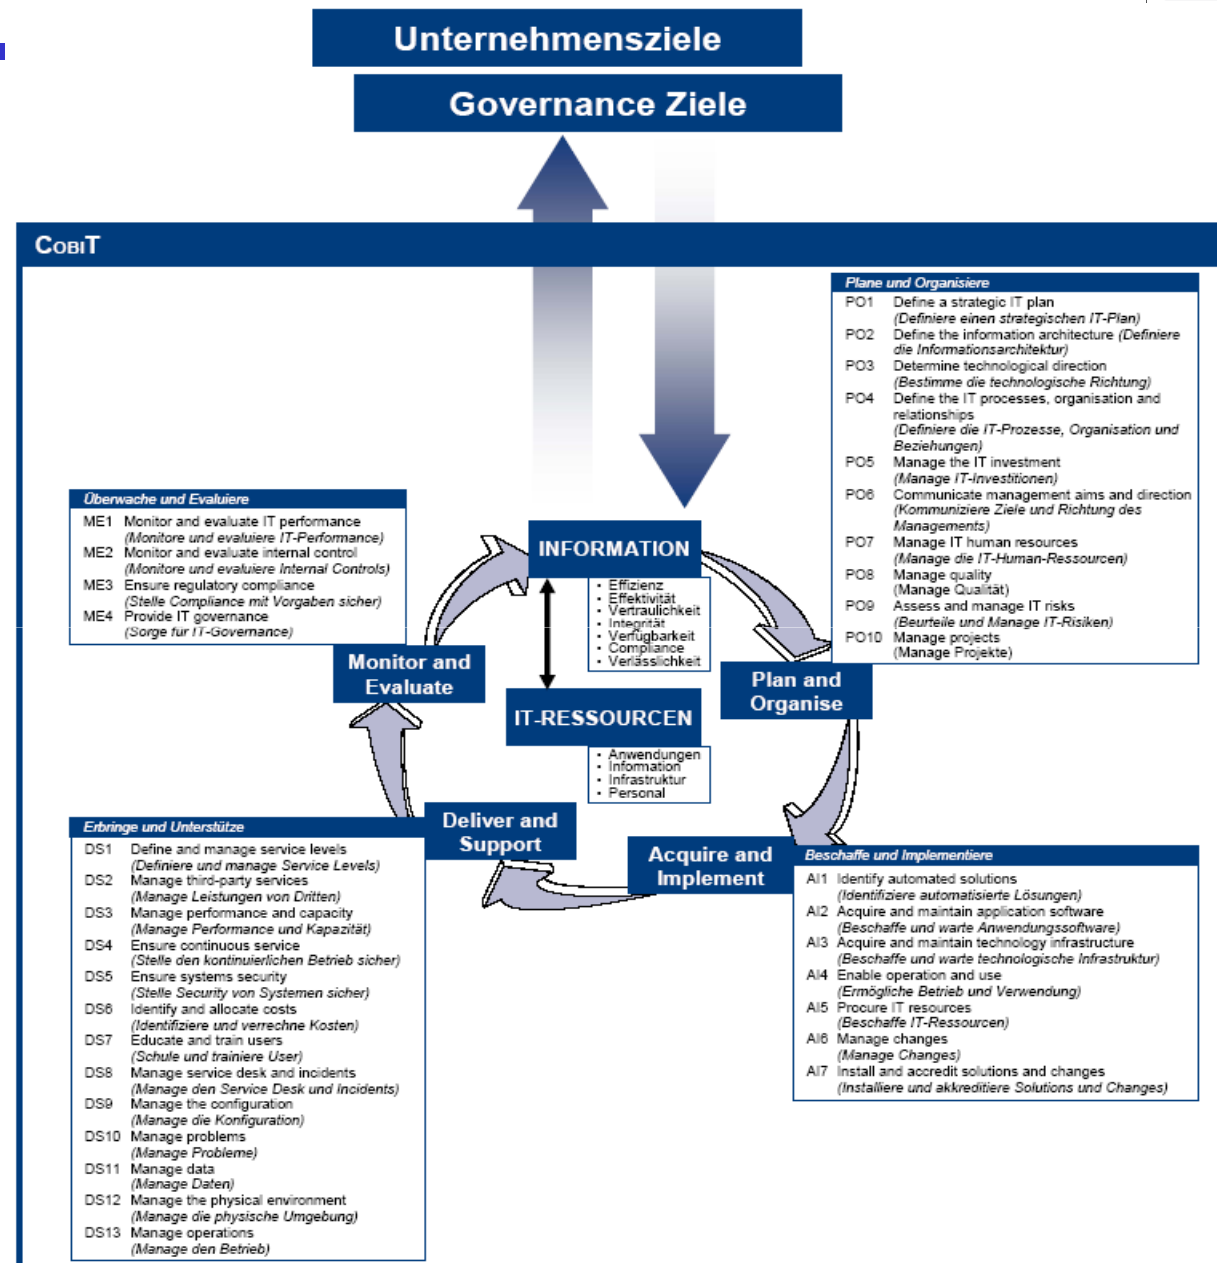 Unternehmensziele
Governance Ziele
COBIT
Plane und Organisiere
PO1 Define a strategic IT plan
(Definiere einen strategischen IT-Plan)
PO2 Define the information architecture (Definiere
die Informationsarchitektur)
PO3 Determine technological direction
(Bestimme die technologische Richtung)
PO4 Define the IT processes, organisation and
relationships
(Definiere die IT-Prozesse, Organisation und
Beziehungen)
PO5 Manage the IT investment
(Manage IT-Investitionen)
PO6 Communicate management aims and direction
(Kommuniziere Ziele und Richtung des
Managements)
PO7 Manage IT human resources
(Manage die IT-Human-Ressourcen)
PO8 Manage quality
(Manage Qualität)
PO9 Assess and manage IT risks
(Beurteile und Manage IT-Risiken)
PO10 Manage projects
(Manage Projekte)
Überwache und Evaluiere
ME1 Monitor and evaluate IT performance
(Monitore und evaluiere IT-Performance)
ME2 Monitor and evaluate internal control
(Monitore und evaluiere Internal Controls)
ME3 Ensure regulatory compliance
(Stelle Compliance mit Vorgaben sicher)
ME4 Provide IT governance
(Sorge für IT-Governance)
INFORMATION
• Effizienz
• Effektivität
• Vertraulichkeit
• Integrität
• Verfügbarkeit
• Compliance
• Verlässlichkeit
Monitor and
Evaluate
Plan and
Organise
IT-RESSOURCEN
• Anwendungen
• Information
• Infrastruktur
• Personal
Deliver and
Support
Acquire and
Implement
Erbringe und Unterstütze
DS1 Define and manage service levels
(Definiere und manage Service Levels)
DS2 Manage third-party services
(Manage Leistungen von Dritten)
DS3 Manage performance and capacity
(Manage Performance und Kapazität)
DS4 Ensure continuous service
(Stelle den kontinuierlichen Betrieb sicher)
DS5 Ensure systems security
(Stelle Security von Systemen sicher)
DS6 Identify and allocate costs
(Identifiziere und verrechne Kosten)
DS7 Educate and train users
(Schule und trainiere User)
DS8 Manage service desk and incidents
(Manage den Service Desk und Incidents)
DS9 Manage the configuration
(Manage die Konfiguration)
DS10 Manage problems
(Manage Probleme)
DS11 Manage data
(Manage Daten)
DS12 Manage the physical environment
(Manage die physische Umgebung)
DS13 Manage operations
(Manage den Betrieb)
Beschaffe und Implementiere
AI1 Identify automated solutions
(Identifiziere automatisierte Lösungen)
AI2 Acquire and maintain application software
(Beschaffe und warte Anwendungssoftware)
AI3 Acquire and maintain technology infrastructure
(Beschaffe und warte technologische Infrastruktur)
AI4 Enable operation and use
(Ermögliche Betrieb und Verwendung)
AI5 Procure IT resources
(Beschaffe IT-Ressourcen)
AI6 Manage changes
(Manage Changes)
AI7 Install and accredit solutions and changes
(Installiere und akkreditiere Solutions und Changes)